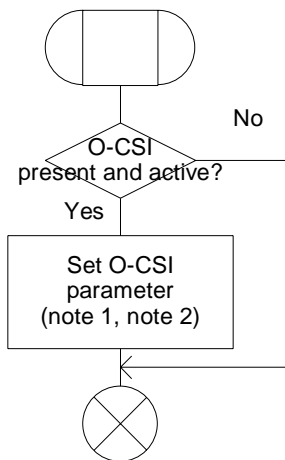 No
O-CSI
present and active?
Yes
Set O-CSI
parameter
(note 1, note 2)